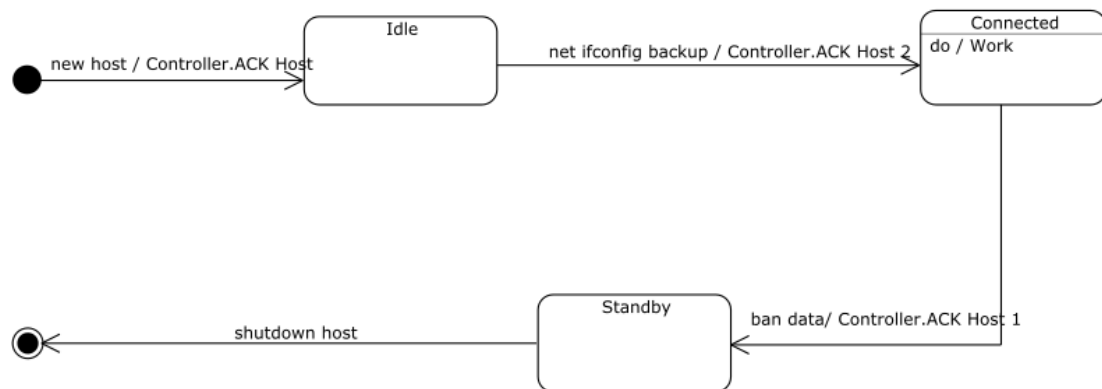 Idle
Connected
new host / Controller.ACK Host
net ifconfig backup / Controller.ACK Host 2
do / Work
Standby
ban data/ Controller.ACK Host 1
shutdown host